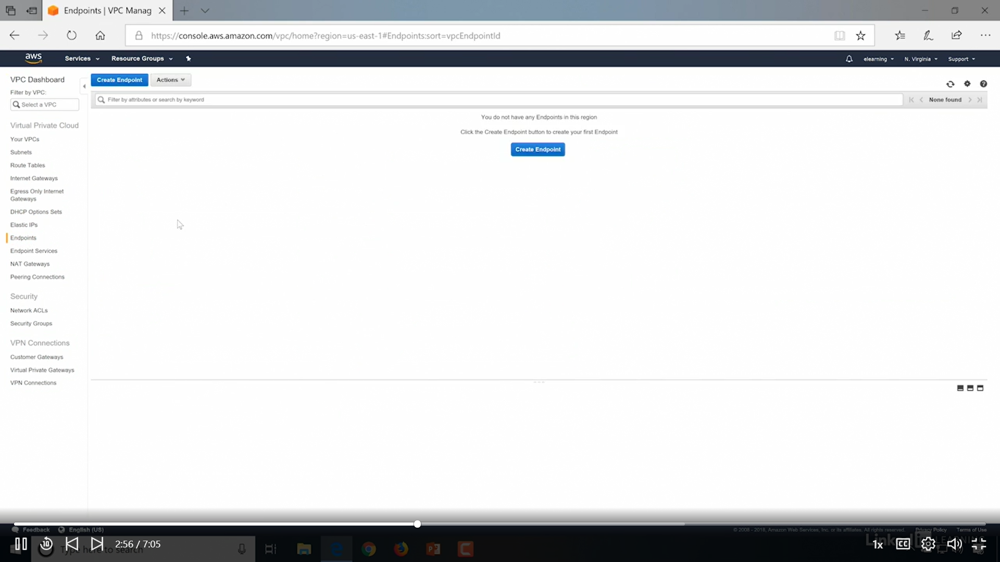 Endpoints | VPC Manag
https://console.aws.amazon.com/vpc/home?region=us-east-1#Endpoints:sort=vpcEndpointId
aws
Services
Resource Groups
elearning
N. Virginia
Support
VPC Dashboard
Filter by VPC:
Select a VPC
Virtual Private Cloud
Your VPCs
Subnets
Route Tables
Internet Gateways
Egress Only Internet
Gateways
DHCP Options Sets
Elastic IPs
Endpoints
Endpoint Services
NAT Gateways
Peering Connections
Security
Network ACLs
Security Groups
VPN Connections
Customer Gateways
Virtual Private Gateways
VPN Connections
Create Endpoint
Actions
Filter by attributes or search by keyword
None found
You do not have any Endpoints in this region
Click the Create Endpoint button to create your first Endpoint
Create Endpoint
Feedback
English (US)
© 2008 - 2018, Amazon Web Services, Inc. or its affiliates. All rights reserved.
Privacy Policy
Terms of Use
10
2:56 / 7:05
Type here to search
1x
CC
LinkedIn LEARNING